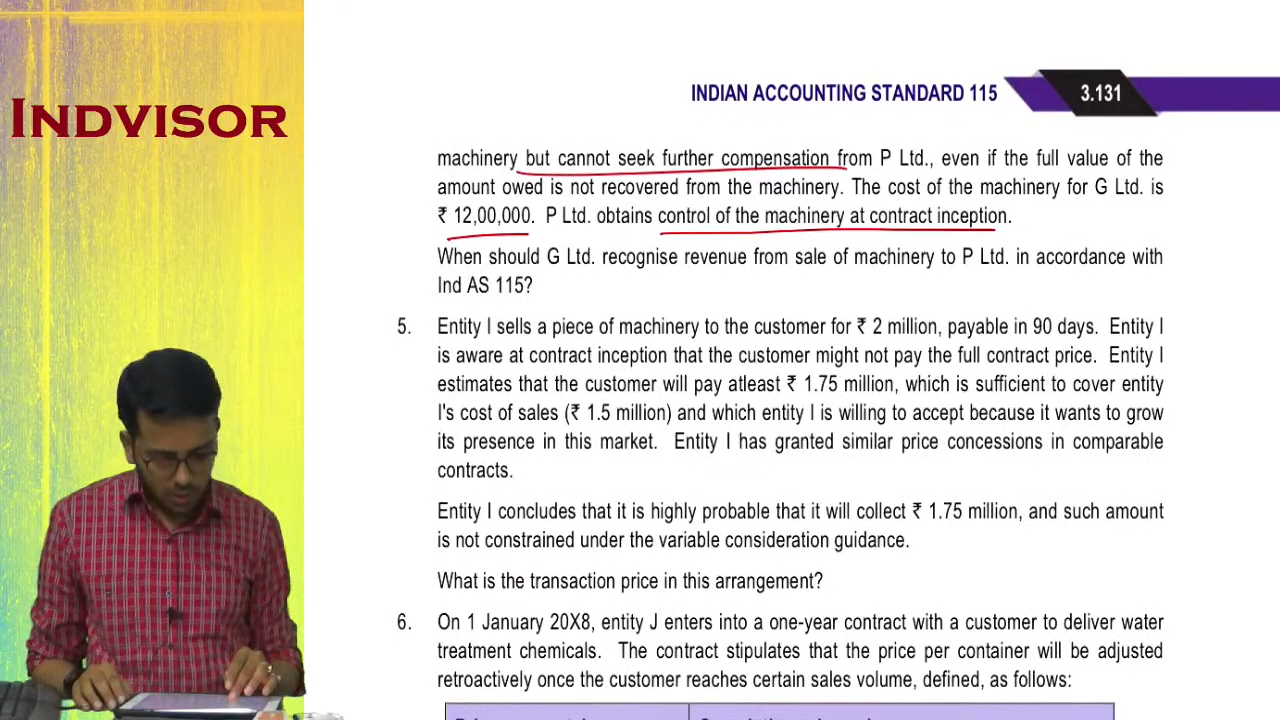 INDVISOR
INDIAN ACCOUNTING STANDARD 115
3.131
machinery but cannot seek further compensation from P Ltd., even if the full value of the
amount owed is not recovered from the machinery. The cost of the machinery for G Ltd. is
₹ 12,00,000. P Ltd. obtains control of the machinery at contract inception.
When should G Ltd. recognise revenue from sale of machinery to P Ltd. in accordance with
Ind AS 115?
5. Entity I sells a piece of machinery to the customer for ₹ 2 million, payable in 90 days. Entity I
is aware at contract inception that the customer might not pay the full contract price. Entity I
estimates that the customer will pay atleast ₹ 1.75 million, which is sufficient to cover entity
I's cost of sales (₹ 1.5 million) and which entity I is willing to accept because it wants to grow
its presence in this market. Entity I has granted similar price concessions in comparable
contracts.
Entity I concludes that it is highly probable that it will collect ₹ 1.75 million, and such amount
is not constrained under the variable consideration guidance.
What is the transaction price in this arrangement?
6. On 1 January 20X8, entity J enters into a one-year contract with a customer to deliver water
treatment chemicals. The contract stipulates that the price per container will be adjusted
retroactively once the customer reaches certain sales volume, defined, as follows: